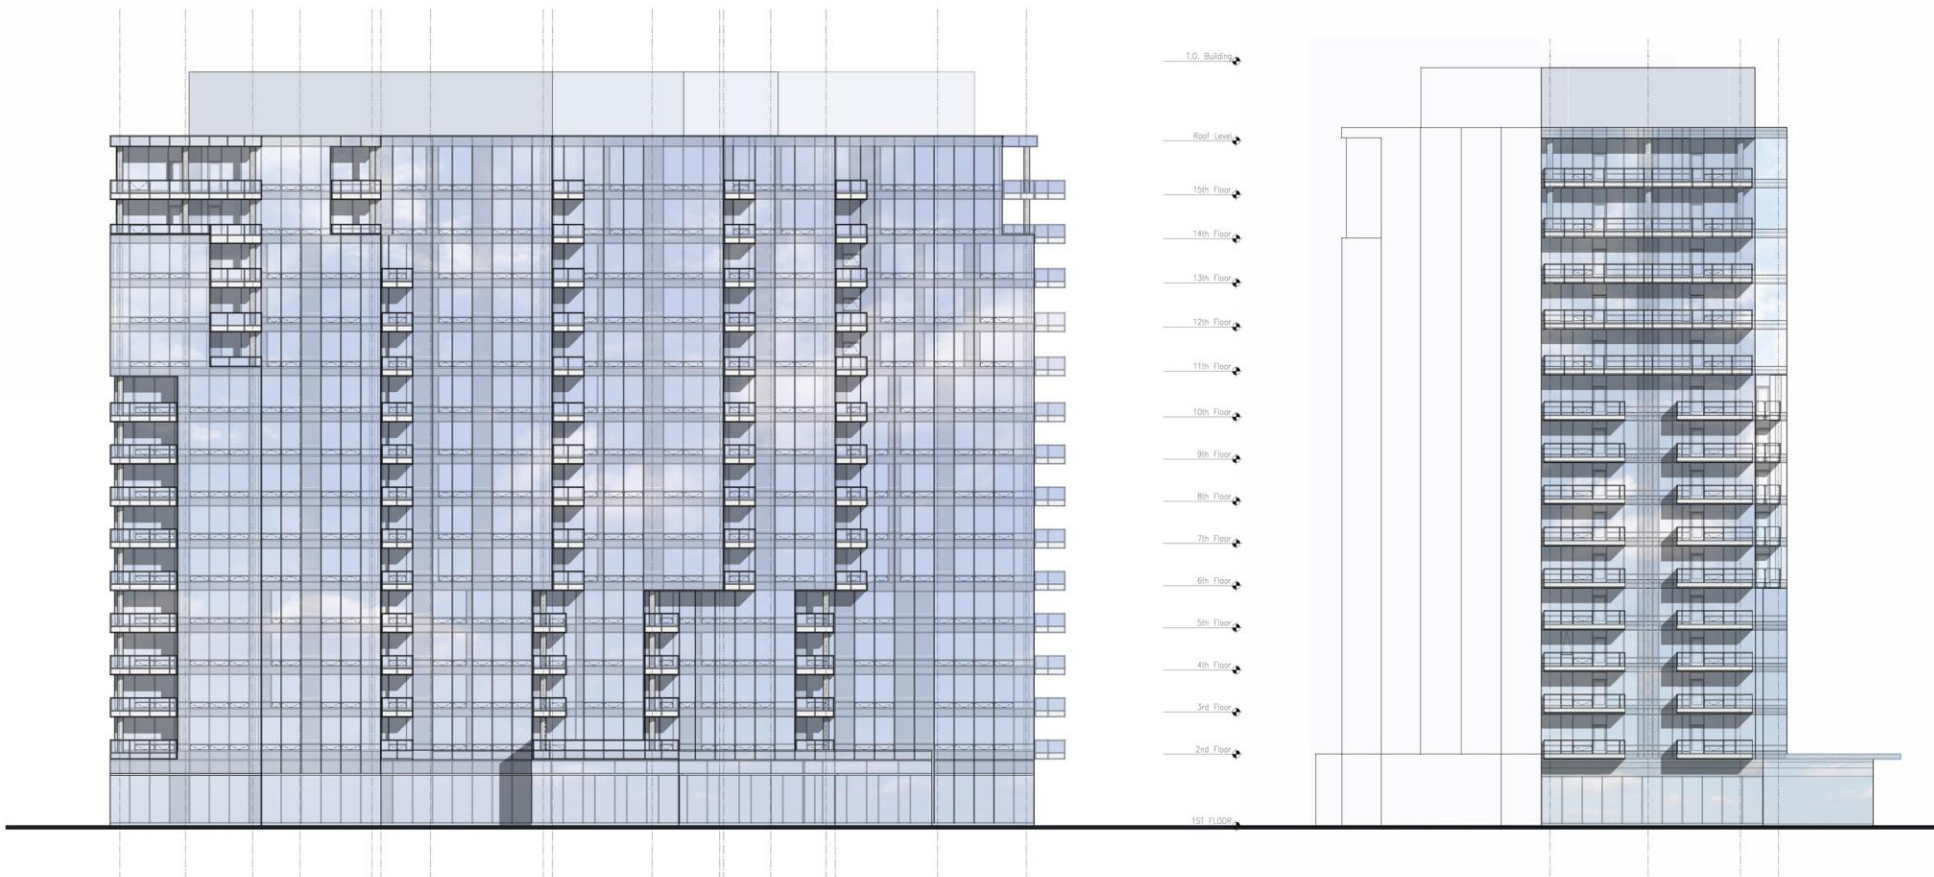 T.O. Building
Roof Level
15th Floor
14th Floor
13th Floor
12th Floor
11th Floor
10th Floor
9th Floor
8th Floor
7th Floor
6th Floor
5th Floor
4th Floor
3rd Floor
2nd Floor
1ST FLOOR